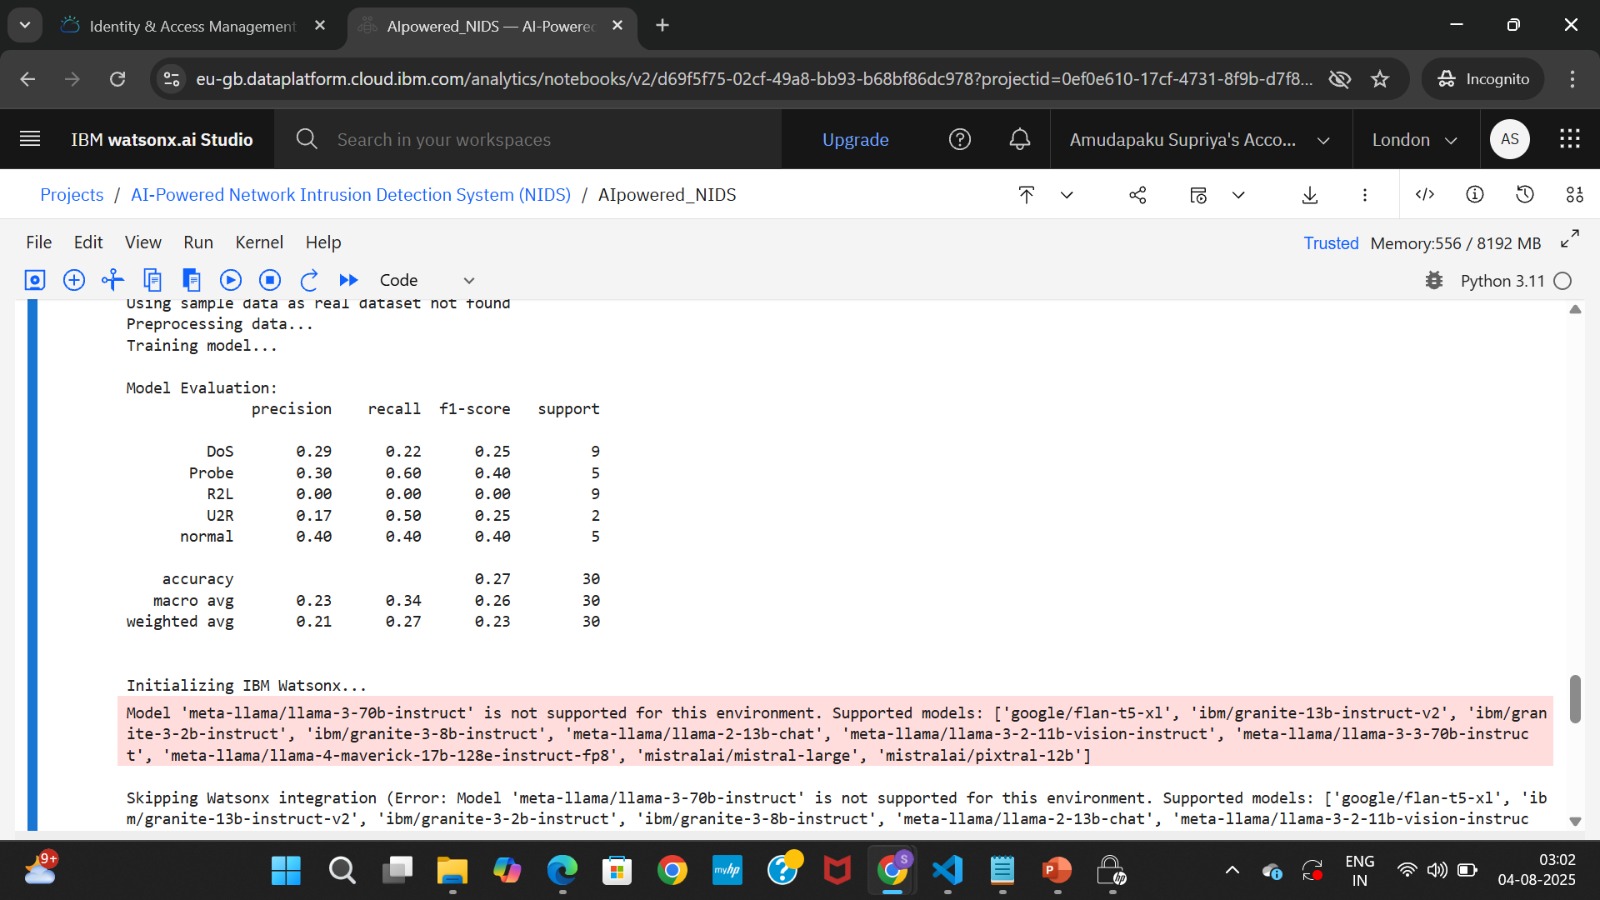 Identity & Access Management
AIpowered_NIDS — AI-Powered
eu-gb.dataplatform.cloud.ibm.com/analytics/notebooks/v2/d69f5f75-02cf-49a8-bb93-b68bf86dc978?projectid=0ef0e610-17cf-4731-8f9b-d7f8...
Incognito
IBM watsonx.ai Studio
Search in your workspaces
Upgrade
Amudapaku Supriya's Acco...
London
AS
Projects / AI-Powered Network Intrusion Detection System (NIDS) / AIpowered_NIDS
File Edit View Run Kernel Help
Trusted Memory:556 / 8192 MB
Code
Python 3.11
Using sample data as real dataset not found
Preprocessing data...
Training model...
Model Evaluation:
precision recall f1-score support
DoS 0.29 0.22 0.25 9
Probe 0.30 0.60 0.40 5
R2L 0.00 0.00 0.00 9
U2R 0.17 0.50 0.25 2
normal 0.40 0.40 0.40 5
accuracy 0.27 30
macro avg 0.23 0.34 0.26 30
weighted avg 0.21 0.27 0.23 30
Initializing IBM Watsonx...
Model 'meta-llama/llama-3-70b-instruct' is not supported for this environment. Supported models: ['google/flan-t5-xl', 'ibm/granite-13b-instruct-v2', 'ibm/gran
ite-3-2b-instruct', 'ibm/granite-3-8b-instruct', 'meta-llama/llama-2-13b-chat', 'meta-llama/llama-3-2-11b-vision-instruct', 'meta-llama/llama-3-3-70b-instruc
t', 'meta-llama/llama-4-maverick-17b-128e-instruct-fp8', 'mistralai/mistral-large', 'mistralai/pixtral-12b']
Skipping Watsonx integration (Error: Model 'meta-llama/llama-3-70b-instruct' is not supported for this environment. Supported models: ['google/flan-t5-xl', 'ib
m/granite-13b-instruct-v2', 'ibm/granite-3-2b-instruct', 'ibm/granite-3-8b-instruct', 'meta-llama/llama-2-13b-chat', 'meta-llama/llama-3-2-11b-vision-instruc
9+
myhp
S
P
hp
ENG
IN
03:02
04-08-2025